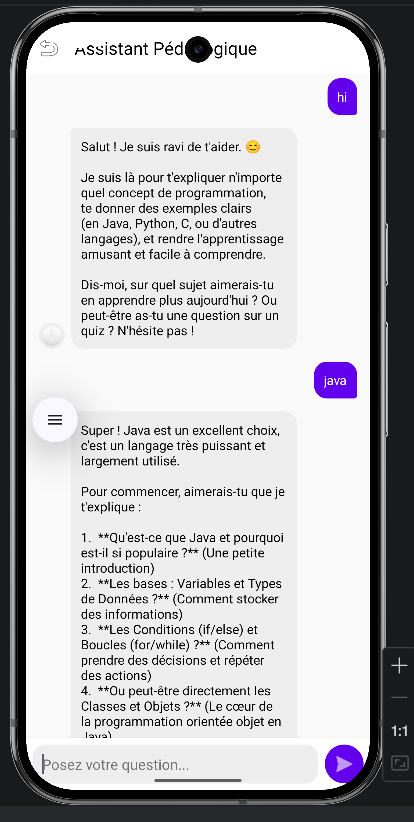 Assistant Péd gique
hi
Salut ! Je suis ravi de t'aider. 😊
Je suis là pour t'expliquer n'importe
quel concept de programmation,
te donner des exemples clairs
(en Java, Python, C, ou d'autres
langages), et rendre l'apprentissage
amusant et facile à comprendre.
Dis-moi, sur quel sujet aimerais-tu
en apprendre plus aujourd'hui ? Ou
peut-être as-tu une question sur un
quiz ? N'hésite pas !
java
Super ! Java est un excellent choix,
c'est un langage très puissant et
largement utilisé.
Pour commencer, aimerais-tu que je
t'explique :
1. **Qu'est-ce que Java et pourquoi
est-il si populaire ?** (Une petite
introduction)
2. **Les bases : Variables et Types
de Données ?** (Comment stocker
des informations)
3. **Les Conditions (if/else) et
Boucles (for/while) ?** (Comment
prendre des décisions et répéter
des actions)
4. **Ou peut-être directement les
Classes et Objets ?** (Le cœur de
la programmation orientée objet en
Java)
Posez votre question...
1:1